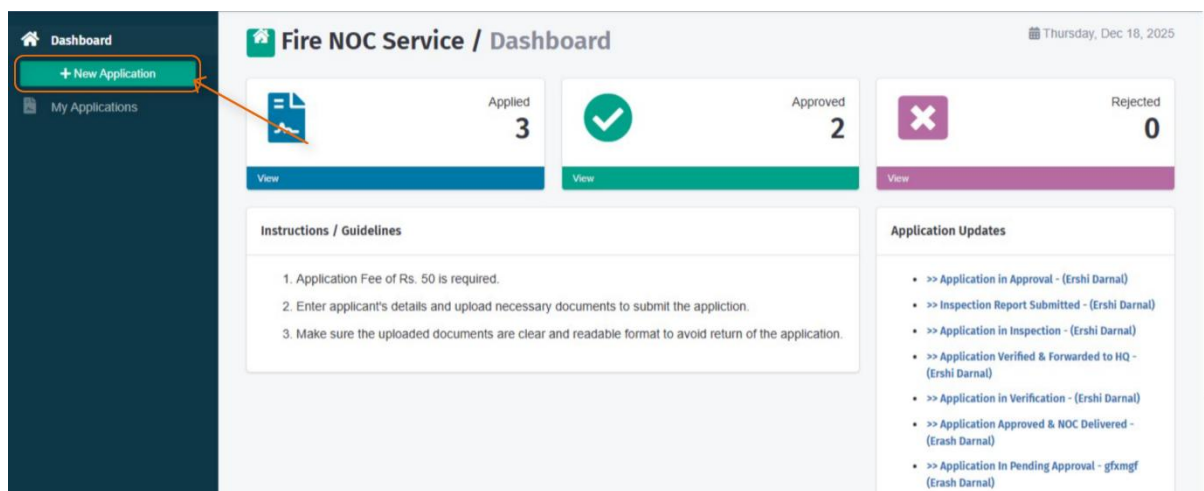 Dashboard
+ New Application
My Applications
Fire NOC Service / Dashboard
Thursday, Dec 18, 2025
Applied
3
View
Approved
2
View
Rejected
0
View
Instructions / Guidelines
1. Application Fee of Rs. 50 is required.
2. Enter applicant's details and upload necessary documents to submit the appliction.
3. Make sure the uploaded documents are clear and readable format to avoid return of the application.
Application Updates
• >> Application in Approval - (Ershi Darnal)
• >> Inspection Report Submitted - (Ershi Darnal)
• >> Application in Inspection - (Ershi Darnal)
• >> Application Verified & Forwarded to HQ -
(Ershi Darnal)
• >> Application in Verification - (Ershi Darnal)
• >> Application Approved & NOC Delivered -
(Erash Darnal)
• >> Application In Pending Approval - gfxmgf
(Erash Darnal)